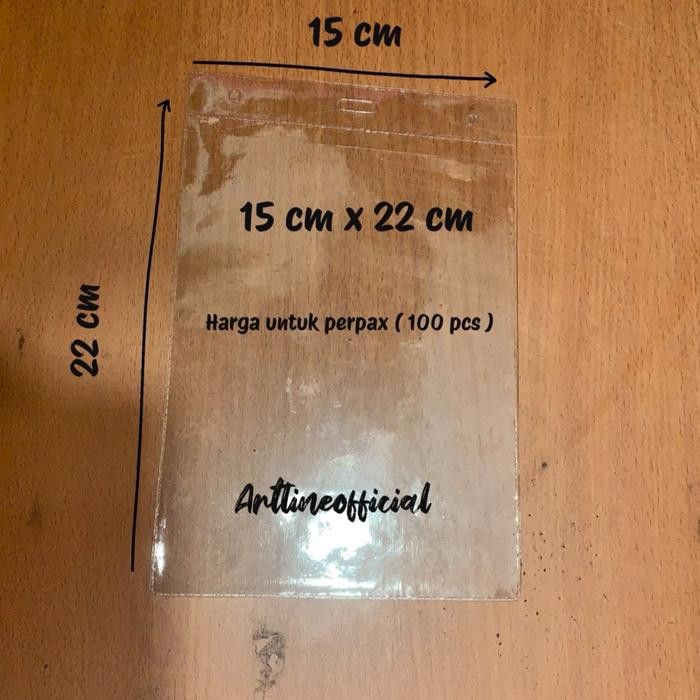 15 cm
15 cm x 22 cm
22 cm
Harga untuk perpax ( 100 pcs )
Arttineofficial